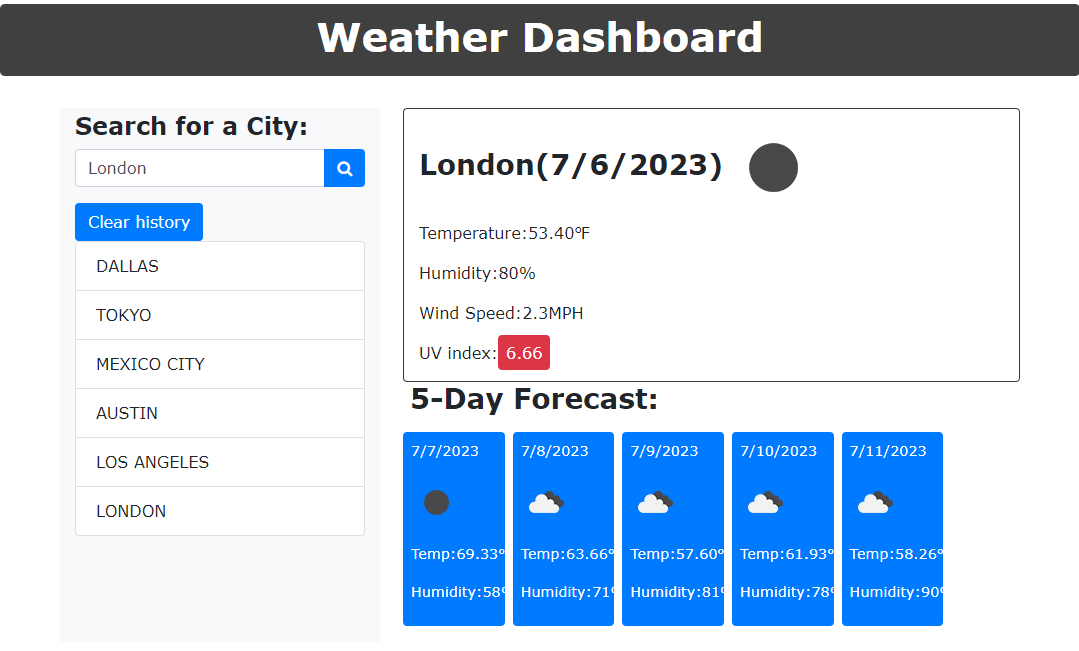 Weather Dashboard
Search for a City:
London
Clear history
DALLAS
TOKYO
MEXICO CITY
AUSTIN
LOS ANGELES
LONDON
London(7/6/2023)
Temperature:53.40℉
Humidity:80%
Wind Speed:2.3MPH
UV index:6.66
5-Day Forecast:
7/7/2023
Temp:69.33°
Humidity:58%
7/8/2023
Temp:63.66°
Humidity:71%
7/9/2023
Temp:57.60°
Humidity:81%
7/10/2023
Temp:61.93°
Humidity:78%
7/11/2023
Temp:58.26°
Humidity:90%